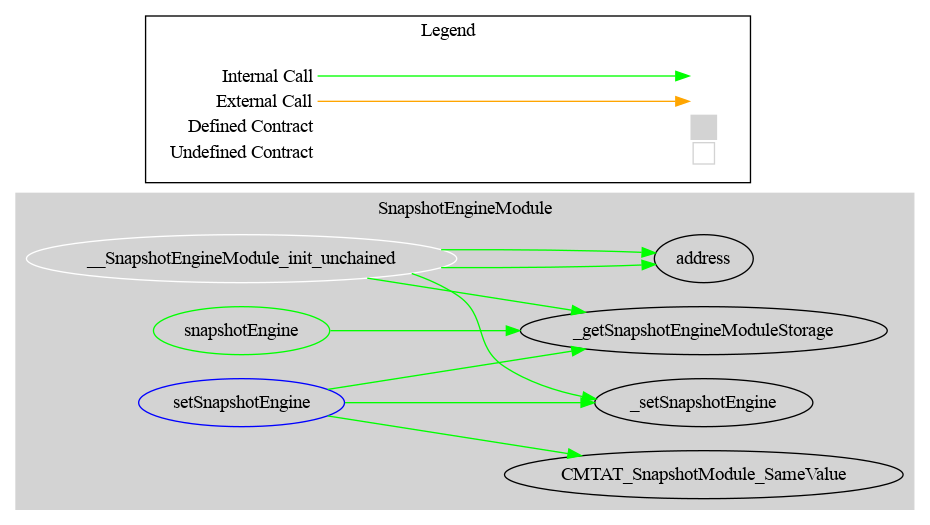 Legend
Internal Call
External Call
Defined Contract
Undefined Contract
SnapshotEngineModule
__SnapshotEngineModule_init_unchained
address
snapshotEngine
_getSnapshotEngineModuleStorage
setSnapshotEngine
_setSnapshotEngine
CMTAT_SnapshotModule_SameValue